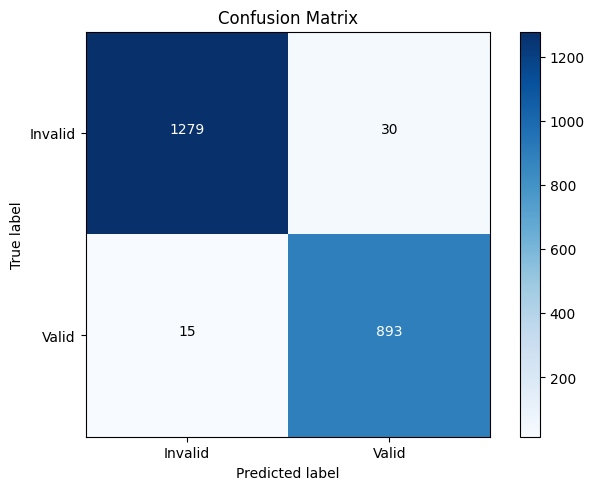 Confusion Matrix
True label
Invalid
1279
30
Valid
15
893
Invalid
Valid
Predicted label
1200
1000
800
600
400
200